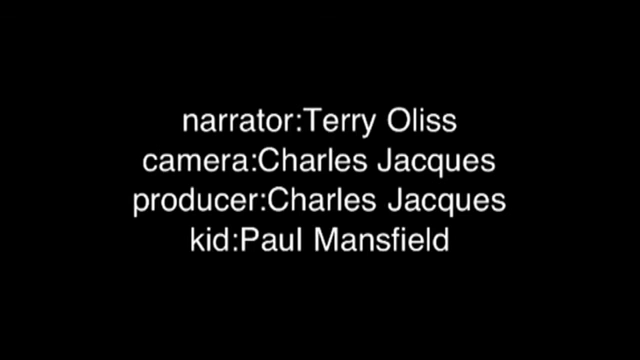 narrator:Terry Oliss
camera:Charles Jacques
producer:Charles Jacques
kid:Paul Mansfield